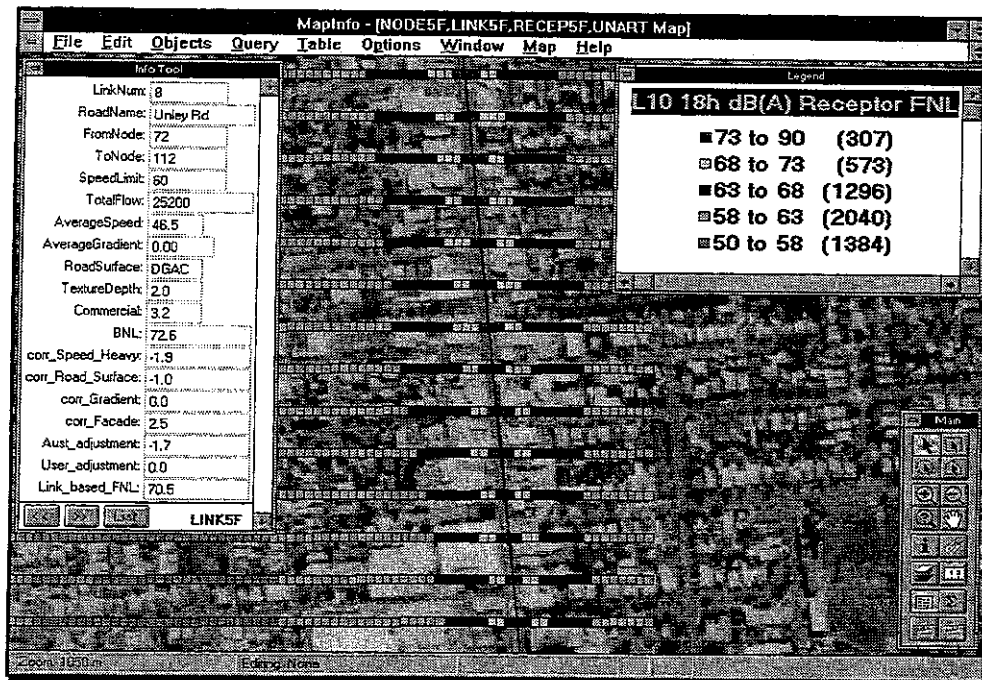 MapInfo - [NODE5F,LINK5F,RECEP5F,UNART Map]
File Edit Objects Query Table Options Window Map Help
Info Tool
LinkNum: 8
RoadName: Unley Rd
FromNode: 72
ToNode: 112
SpeedLimit: 60
TotalFlow: 25200
AverageSpeed: 46.5
AverageGradient: 0.00
RoadSurface: DGAC
TextureDepth: 2.0
Commercial: 3.2
BNL: 72.6
corr_Speed_Heavy: -1.9
corr_Road_Surface: -1.0
corr_Gradient: 0.0
corr_Facade: 2.5
Aust_adjustment: -1.7
User_adjustment: 0.0
Link_based_FNL: 70.5
<< >> List LINK5F
Legend
L10 18h dB(A) Receptor FNL
73 to 90 (307)
68 to 73 (573)
63 to 68 (1296)
58 to 63 (2040)
50 to 58 (1384)
Main
Zoom: 1050 m Editing: None